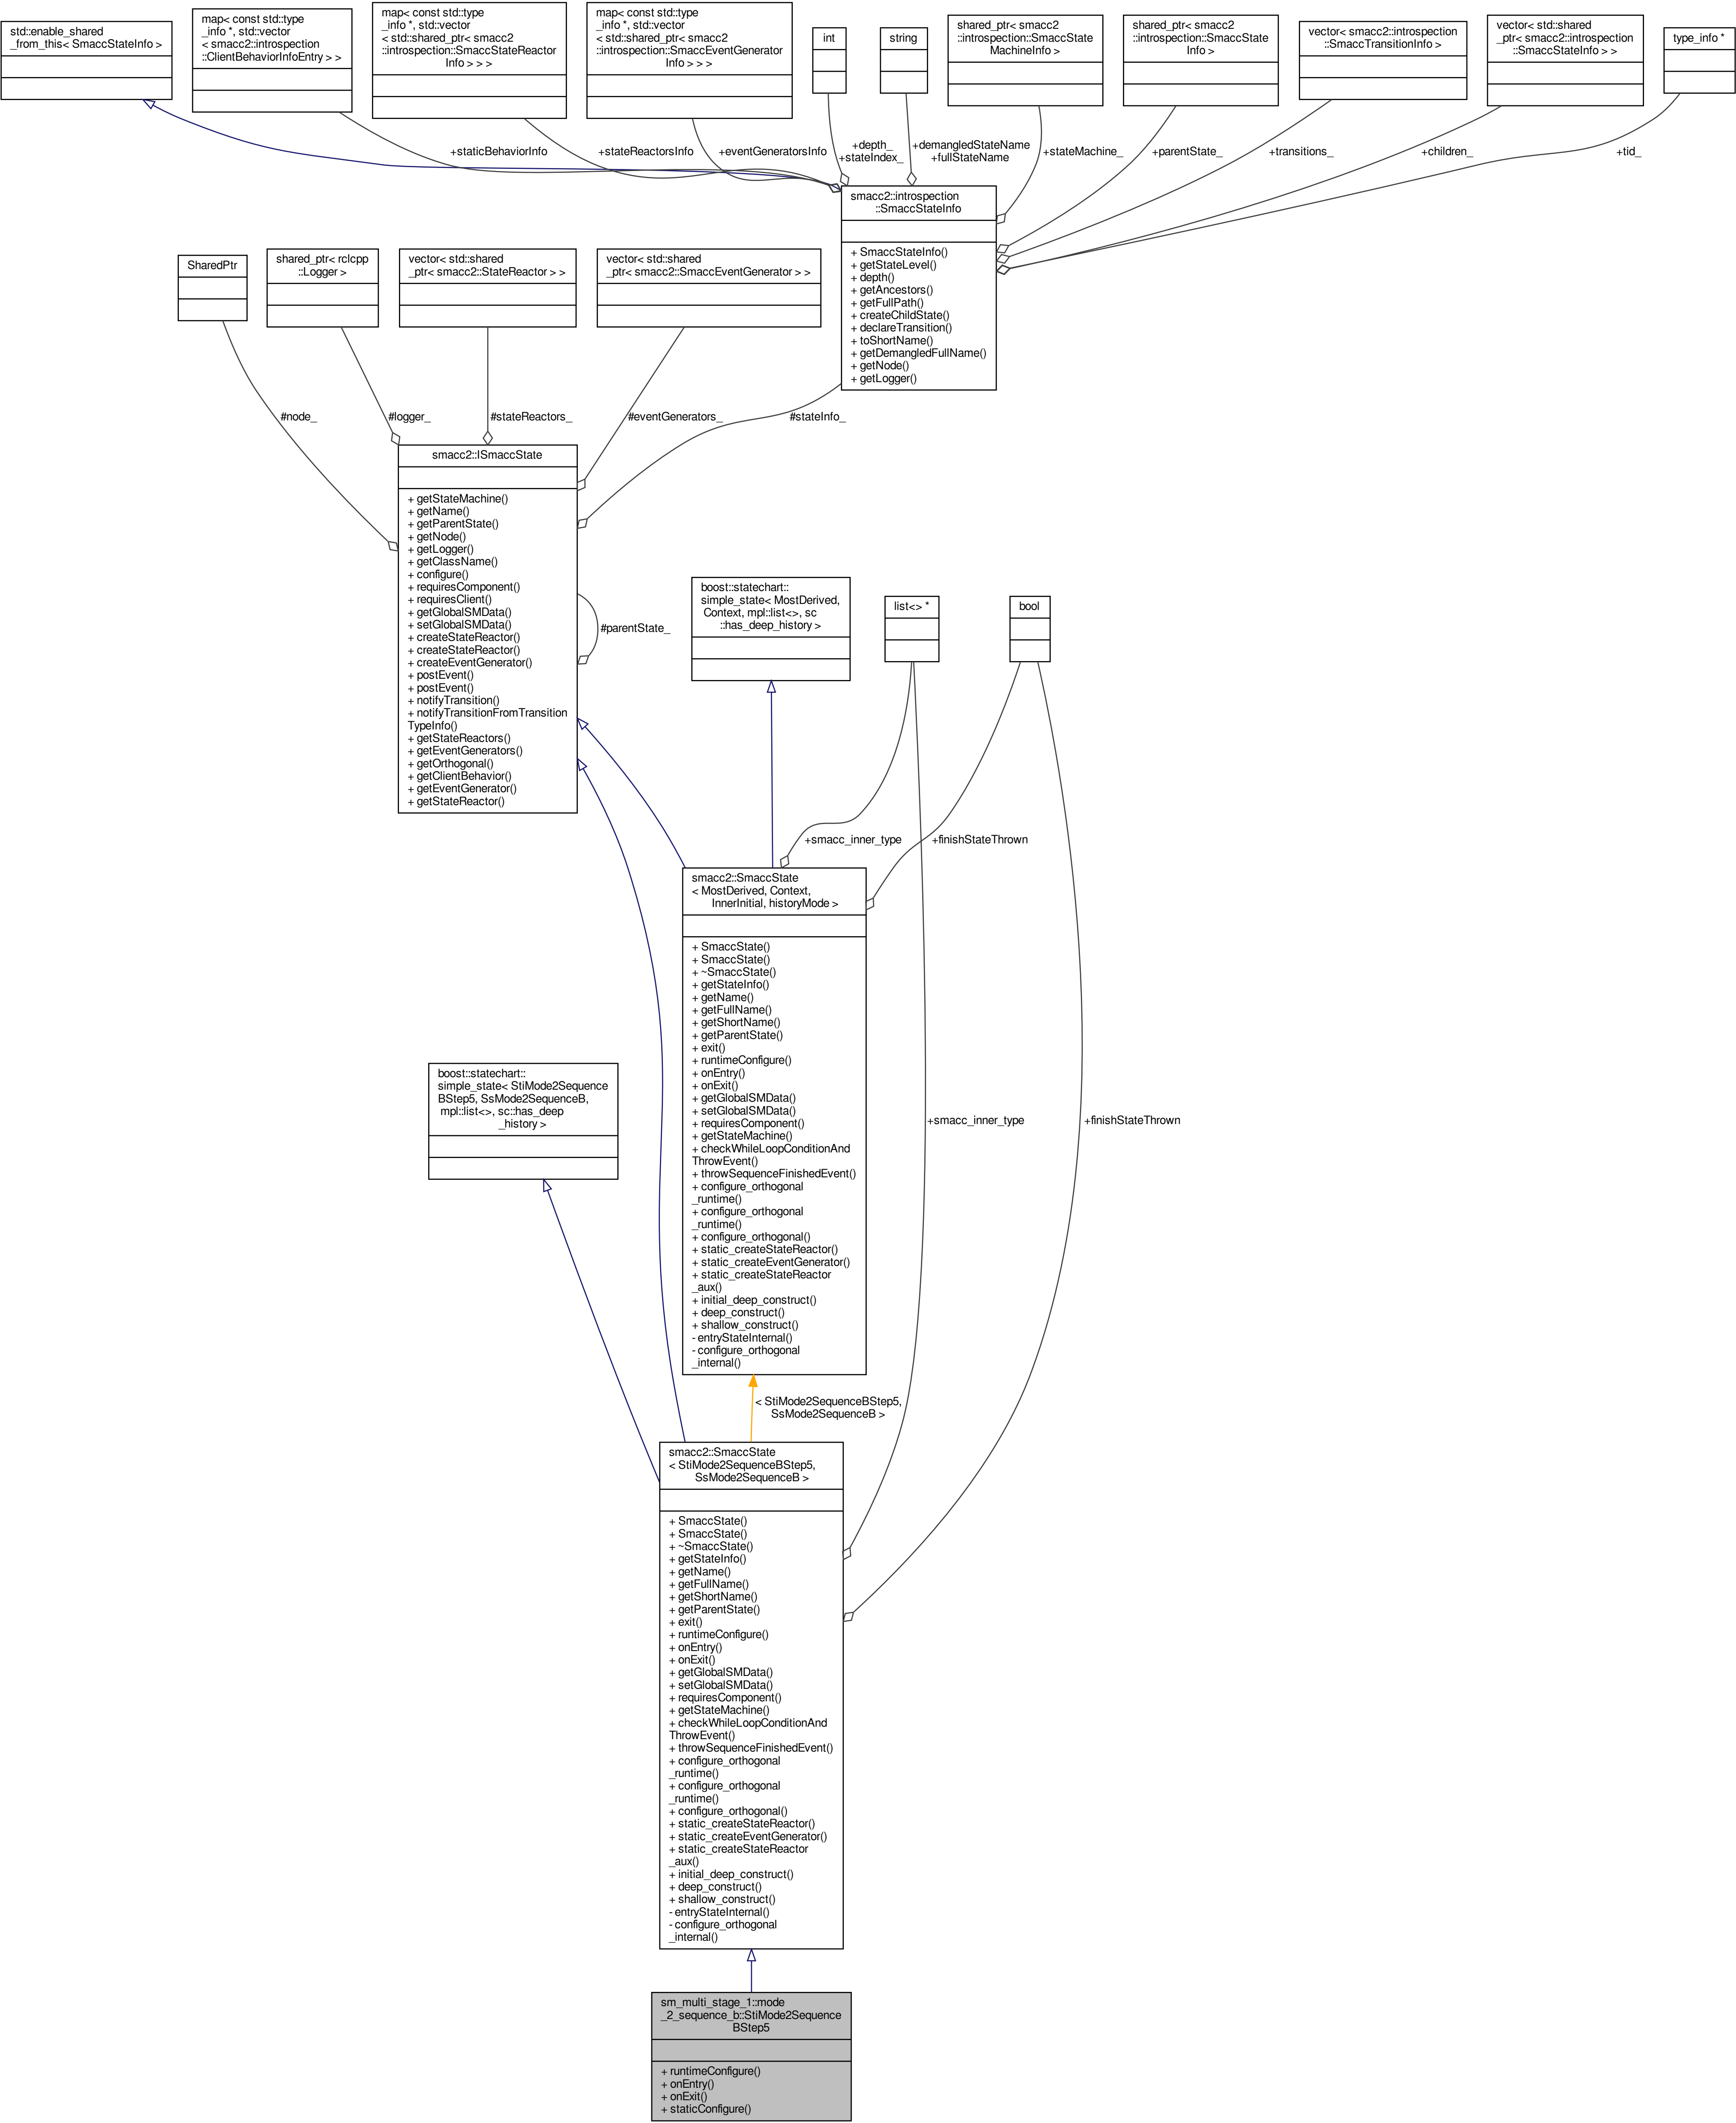 std::enable_shared
_from_this< SmaccStateInfo >
map< const std::type
_info *, std::vector
< smacc2::introspection
::ClientBehaviorInfoEntry > >
map< const std::type
_info *, std::vector
< std::shared_ptr< smacc2
::introspection::SmaccStateReactor
Info > > >
map< const std::type
_info *, std::vector
< std::shared_ptr< smacc2
::introspection::SmaccEventGenerator
Info > > >
int
string
shared_ptr< smacc2
::introspection::SmaccState
MachineInfo >
shared_ptr< smacc2
::introspection::SmaccState
Info >
vector< smacc2::introspection
::SmaccTransitionInfo >
vector< std::shared
_ptr< smacc2::introspection
::SmaccStateInfo > >
type_info *
+staticBehaviorInfo
+stateReactorsInfo
+eventGeneratorsInfo
+depth_
+stateIndex_
+demangledStateName
+fullStateName
+stateMachine_
+parentState_
+transitions_
+children_
+tid_
smacc2::introspection
::SmaccStateInfo
+ SmaccStateInfo()
+ getStateLevel()
+ depth()
+ getAncestors()
+ getFullPath()
+ createChildState()
+ declareTransition()
+ toShortName()
+ getDemangledFullName()
+ getNode()
+ getLogger()
SharedPtr
shared_ptr< rclcpp
::Logger >
vector< std::shared
_ptr< smacc2::StateReactor > >
vector< std::shared
_ptr< smacc2::SmaccEventGenerator > >
#node_
#logger_
#stateReactors_
#eventGenerators_
#stateInfo_
smacc2::ISmaccState
+ getStateMachine()
+ getName()
+ getParentState()
+ getNode()
+ getLogger()
+ getClassName()
+ configure()
+ requiresComponent()
+ requiresClient()
+ getGlobalSMData()
+ setGlobalSMData()
+ createStateReactor()
+ createStateReactor()
+ createEventGenerator()
+ postEvent()
+ postEvent()
+ notifyTransition()
+ notifyTransitionFromTransition
TypeInfo()
+ getStateReactors()
+ getEventGenerators()
+ getOrthogonal()
+ getClientBehavior()
+ getEventGenerator()
+ getStateReactor()
#parentState_
boost::statechart::
simple_state< MostDerived,
Context, mpl::list<>, sc
::has_deep_history >
list<> *
bool
+smacc_inner_type
+finishStateThrown
smacc2::SmaccState
< MostDerived, Context,
InnerInitial, historyMode >
+ SmaccState()
+ SmaccState()
+ ~SmaccState()
+ getStateInfo()
+ getName()
+ getFullName()
+ getShortName()
+ getParentState()
+ exit()
+ runtimeConfigure()
+ onEntry()
+ onExit()
+ getGlobalSMData()
+ setGlobalSMData()
+ requiresComponent()
+ getStateMachine()
+ checkWhileLoopConditionAnd
ThrowEvent()
+ throwSequenceFinishedEvent()
+ configure_orthogonal
_runtime()
+ configure_orthogonal
_runtime()
+ configure_orthogonal()
+ static_createStateReactor()
+ static_createEventGenerator()
+ static_createStateReactor
_aux()
+ initial_deep_construct()
+ deep_construct()
+ shallow_construct()
- entryStateInternal()
- configure_orthogonal
_internal()
boost::statechart::
simple_state< StiMode2Sequence
BStep5, SsMode2SequenceB,
mpl::list<>, sc::has_deep
_history >
+smacc_inner_type
+finishStateThrown
< StiMode2SequenceBStep5,
SsMode2SequenceB >
smacc2::SmaccState
< StiMode2SequenceBStep5,
SsMode2SequenceB >
+ SmaccState()
+ SmaccState()
+ ~SmaccState()
+ getStateInfo()
+ getName()
+ getFullName()
+ getShortName()
+ getParentState()
+ exit()
+ runtimeConfigure()
+ onEntry()
+ onExit()
+ getGlobalSMData()
+ setGlobalSMData()
+ requiresComponent()
+ getStateMachine()
+ checkWhileLoopConditionAnd
ThrowEvent()
+ throwSequenceFinishedEvent()
+ configure_orthogonal
_runtime()
+ configure_orthogonal
_runtime()
+ configure_orthogonal()
+ static_createStateReactor()
+ static_createEventGenerator()
+ static_createStateReactor
_aux()
+ initial_deep_construct()
+ deep_construct()
+ shallow_construct()
- entryStateInternal()
- configure_orthogonal
_internal()
sm_multi_stage_1::mode
_2_sequence_b::StiMode2Sequence
BStep5
+ runtimeConfigure()
+ onEntry()
+ onExit()
+ staticConfigure()